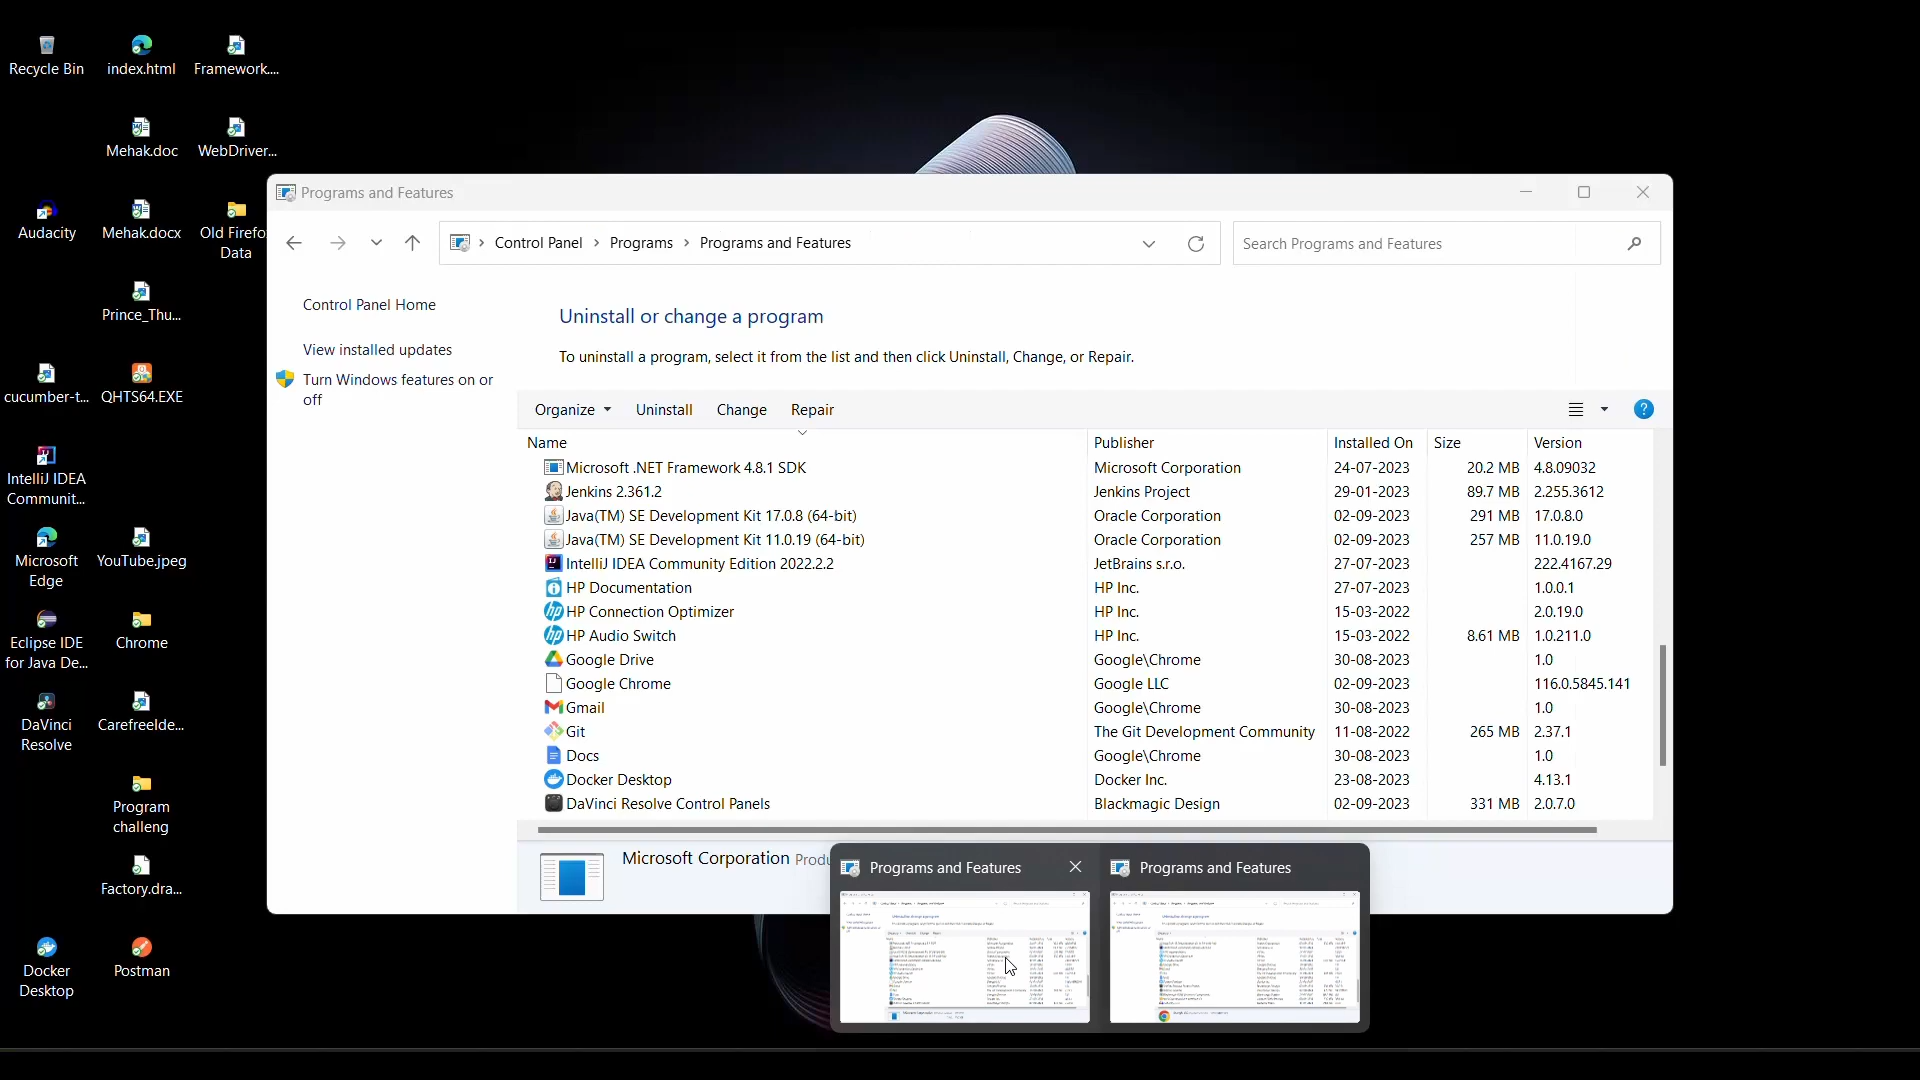 Recycle Bin
index.html
Framework....
Mehak.doc
WebDriver...
Audacity
Mehak.docx
Old Firefo
Data
Prince_Thu...
cucumber-t...
QHTS64.EXE
IntelliJ IDEA
Communit...
Microsoft
Edge
YouTube.jpeg
Eclipse IDE
for Java De...
Chrome
DaVinci
Resolve
Carefreelde...
Program
challeng
Factory.dra...
Docker
Desktop
Postman
Programs and Features
Control Panel > Programs > Programs and Features
Search Programs and Features
Control Panel Home
View installed updates
Turn Windows features on or
off
Uninstall or change a program
To uninstall a program, select it from the list and then click Uninstall, Change, or Repair.
Organize Uninstall Change Repair
Name Publisher Installed On Size Version
Microsoft .NET Framework 4.8.1 SDK Microsoft Corporation 24-07-2023 20.2 MB 4.8.09032
Jenkins 2.361.2 Jenkins Project 29-01-2023 89.7 MB 2.255.3612
Java(TM) SE Development Kit 17.0.8 (64-bit) Oracle Corporation 02-09-2023 291 MB 17.0.8.0
Java(TM) SE Development Kit 11.0.19 (64-bit) Oracle Corporation 02-09-2023 257 MB 11.0.19.0
IntelliJ IDEA Community Edition 2022.2.2 JetBrains s.r.o. 27-07-2023 222.4167.29
HP Documentation HP Inc. 27-07-2023 1.0.0.1
HP Connection Optimizer HP Inc. 15-03-2022 2.0.19.0
HP Audio Switch HP Inc. 15-03-2022 8.61 MB 1.0.211.0
Google Drive Google\Chrome 30-08-2023 1.0
Google Chrome Google LLC 02-09-2023 116.0.5845.141
Gmail Google\Chrome 30-08-2023 1.0
Git The Git Development Community 11-08-2022 265 MB 2.37.1
Docs Google\Chrome 30-08-2023 1.0
Docker Desktop Docker Inc. 23-08-2023 4.13.1
DaVinci Resolve Control Panels Blackmagic Design 02-09-2023 331 MB 2.0.7.0
Microsoft Corporation Produ
Programs and Features
Programs and Features